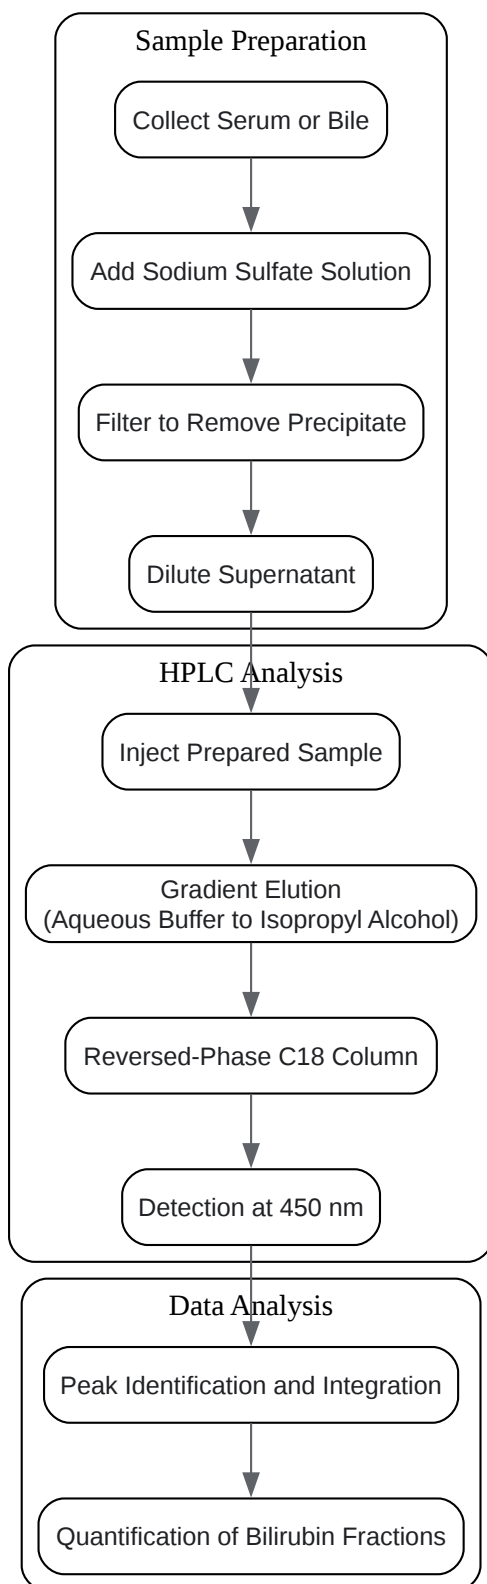 Sample Preparation
Collect Serum or Bile
Add Sodium Sulfate Solution
Filter to Remove Precipitate
Dilute Supernatant
HPLC Analysis
Inject Prepared Sample
Gradient Elution
(Aqueous Buffer to Isopropyl Alcohol)
Reversed-Phase C18 Column
Detection at 450 nm
Data Analysis
Peak Identification and Integration
Quantification of Bilirubin Fractions